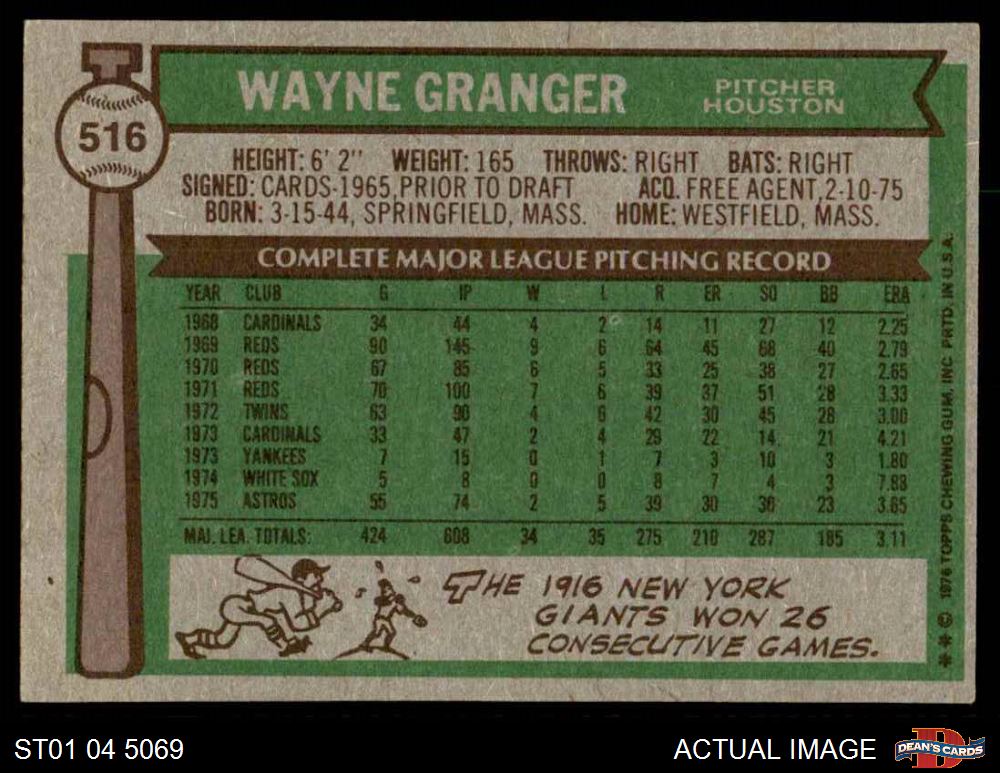 516
WAYNE GRANGER
PITCHER
HOUSTON
HEIGHT: 6' 2" WEIGHT: 165 THROWS: RIGHT BATS: RIGHT
SIGNED: CARDS-1965, PRIOR TO DRAFT ACQ. FREE AGENT, 2-10-75
BORN: 3-15-44, SPRINGFIELD, MASS. HOME: WESTFIELD, MASS.
COMPLETE MAJOR LEAGUE PITCHING RECORD
YEAR CLUB G IP W L R ER SO BB ERA
1968 CARDINALS 34 44 4 2 14 11 27 12 2.25
1969 REDS 90 145 9 6 64 45 68 40 2.79
1970 REDS 67 85 6 5 33 25 38 27 2.65
1971 REDS 70 100 7 6 39 37 51 28 3.33
1972 TWINS 63 90 4 6 42 30 45 28 3.00
1973 CARDINALS 33 47 2 4 29 22 14 21 4.21
1973 YANKEES 7 15 0 1 7 3 10 3 1.80
1974 WHITE SOX 5 8 0 0 8 7 4 3 7.88
1975 ASTROS 55 74 2 5 39 30 36 23 3.65
MAJ. LEA. TOTALS: 424 608 34 35 275 210 287 185 3.11
THE 1916 NEW YORK
GIANTS WON 26
CONSECUTIVE GAMES.
** © 1976 TOPPS CHEWING GUM, INC. PRTD. IN U.S.A.
ST01 04 5069
ACTUAL IMAGE
D
DEAN'S CARDS